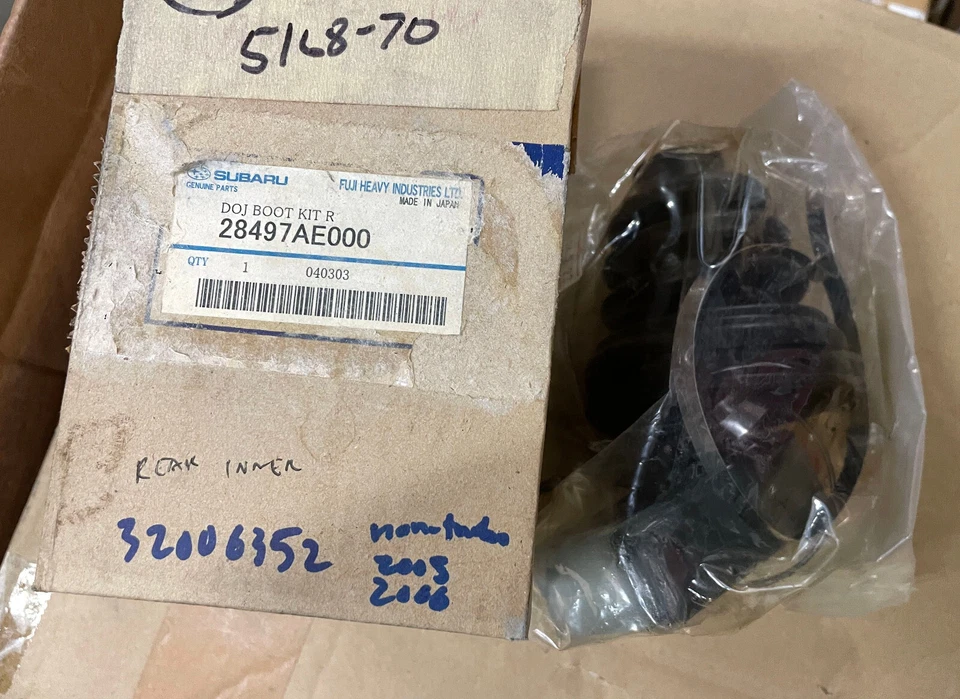 5168-70
SUBARU
GENUINE PARTS
FUJI HEAVY INDUSTRIES LTD.
MADE IN JAPAN
DOJ BOOT KIT R
28497AE000
QTY 1 040303
REAR INNER
32006352
non turbo
2005
2006